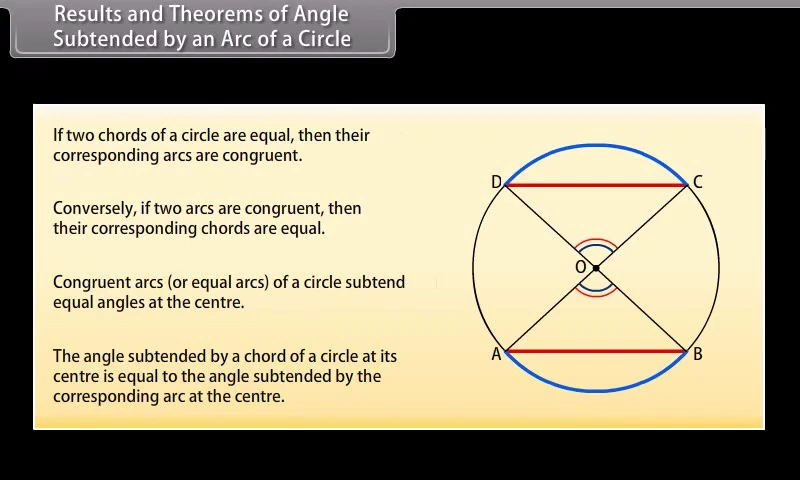 Results and Theorems of Angle
Subtended by an Arc of a Circle
If two chords of a circle are equal, then their
corresponding arcs are congruent.
Conversely, if two arcs are congruent, then
their corresponding chords are equal.
Congruent arcs (or equal arcs) of a circle subtend
equal angles at the centre.
The angle subtended by a chord of a circle at its
centre is equal to the angle subtended by the
corresponding arc at the centre.
D
C
O
A
B